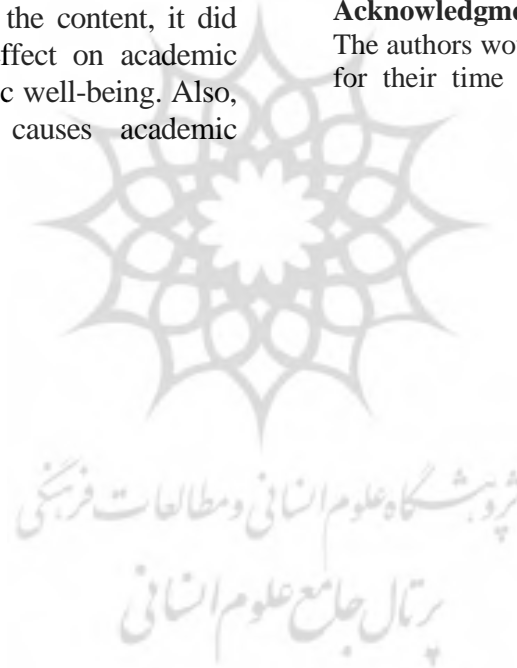 the content, it did
ffect on academic
c well-being. Also,
causes academic
Acknowledgme
The authors wou
for their time
پژوهشگاه علوم انسانی و مطالعات فرهنگی
پرتال جامع علوم انسانی